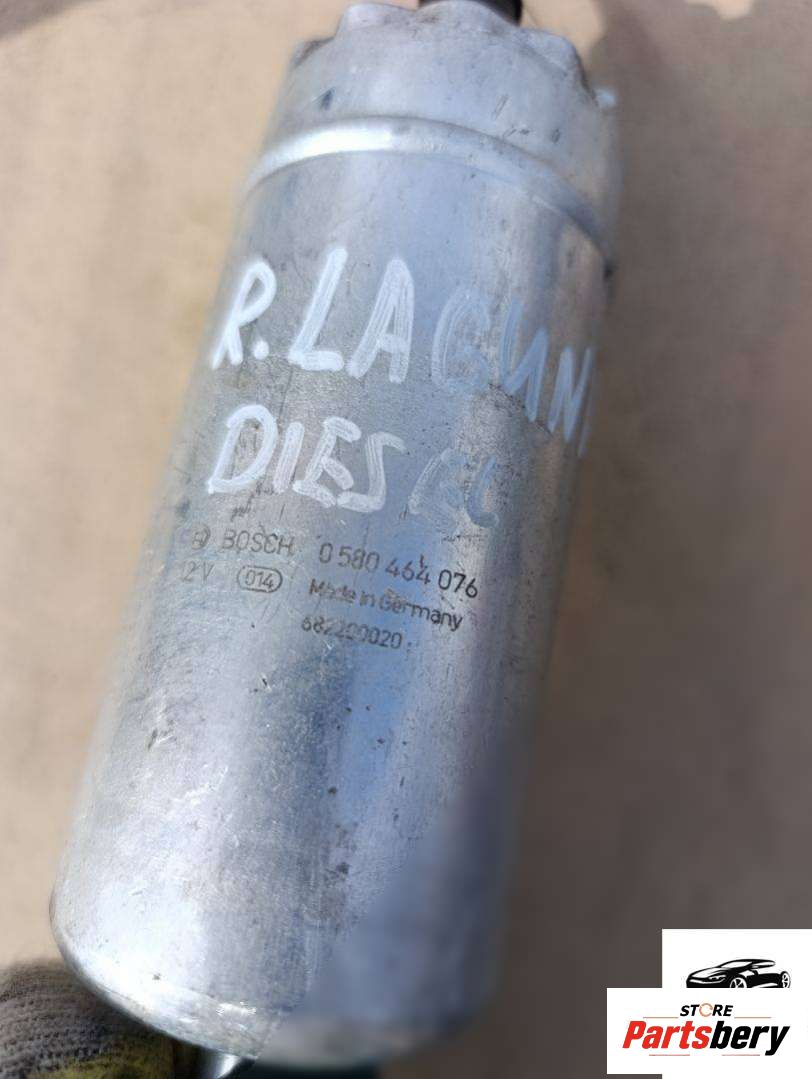 R. LAGUN
DIESEL
BOSCH 0 580 464 076
12V 014 Made in Germany
682200020
STORE
Partsbery